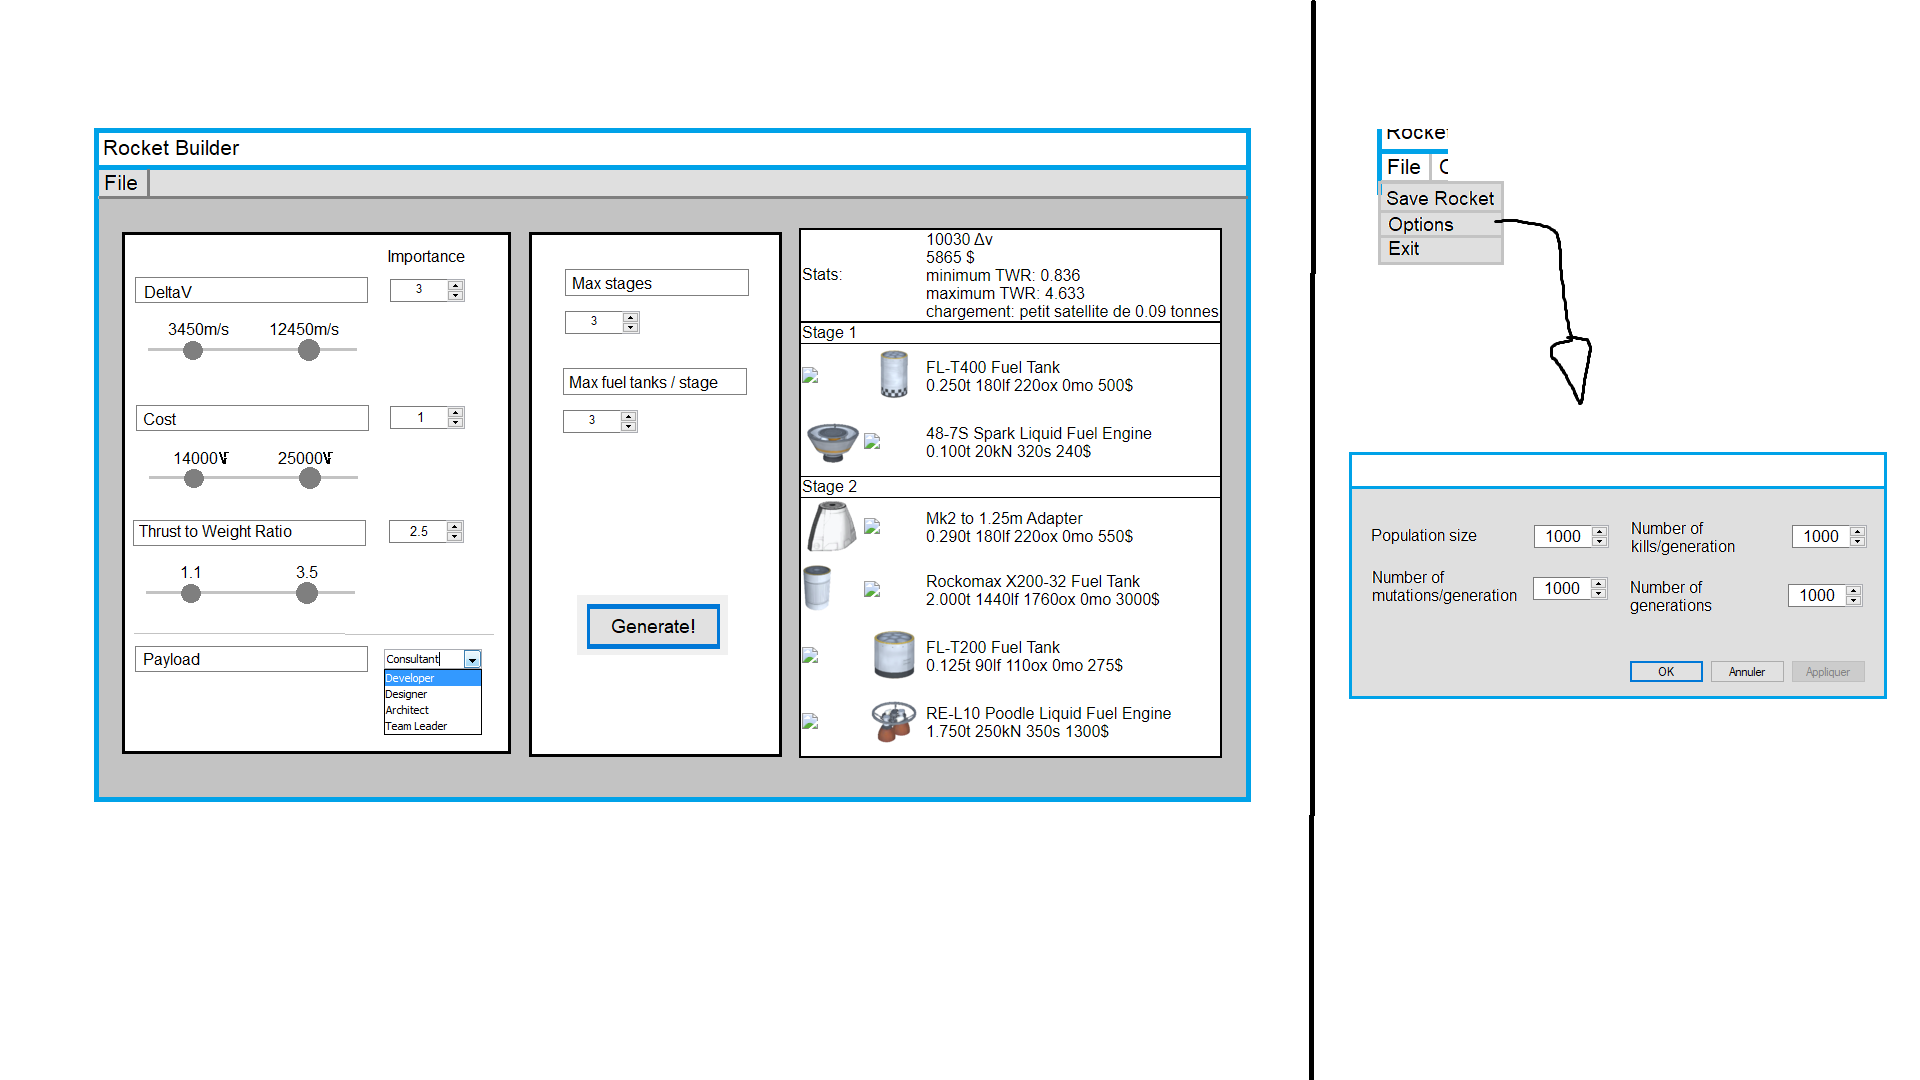 Rocket Builder
File
Importance
DeltaV
3
3450m/s 12450m/s
Cost
1
14000 25000
Thrust to Weight Ratio
2.5
1.1 3.5
Payload
Consultant
Developer
Designer
Architect
Team Leader
Max stages
3
Max fuel tanks / stage
3
Generate!
Stats:
10030 Δv
5865 $
minimum TWR: 0.836
maximum TWR: 4.633
chargement: petit satellite de 0.09 tonnes
Stage 1
FL-T400 Fuel Tank
0.250t 180lf 220ox 0mo 500$
48-7S Spark Liquid Fuel Engine
0.100t 20kN 320s 240$
Stage 2
Mk2 to 1.25m Adapter
0.290t 180lf 220ox 0mo 550$
Rockomax X200-32 Fuel Tank
2.000t 1440lf 1760ox 0mo 3000$
FL-T200 Fuel Tank
0.125t 90lf 110ox 0mo 275$
RE-L10 Poodle Liquid Fuel Engine
1.750t 250kN 350s 1300$
File
Save Rocket
Options
Exit
Population size
1000
Number of
kills/generation
1000
Number of
mutations/generation
1000
Number of
generations
1000
OK
Annuler
Appliquer